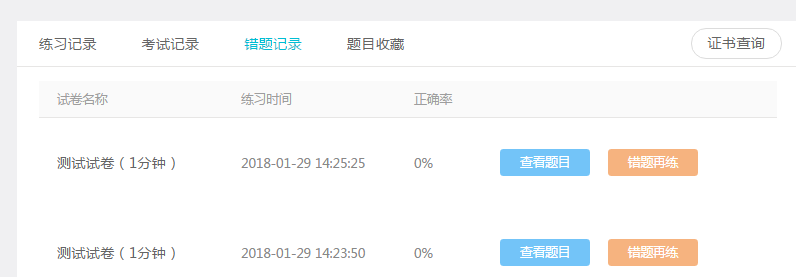 练习记录 考试记录 错题记录 题目收藏 证书查询
试卷名称 练习时间 正确率
测试试卷（1分钟） 2018-01-29 14:25:25 0% 查看题目 错题再练
测试试卷（1分钟） 2018-01-29 14:23:50 0% 查看题目 错题再练